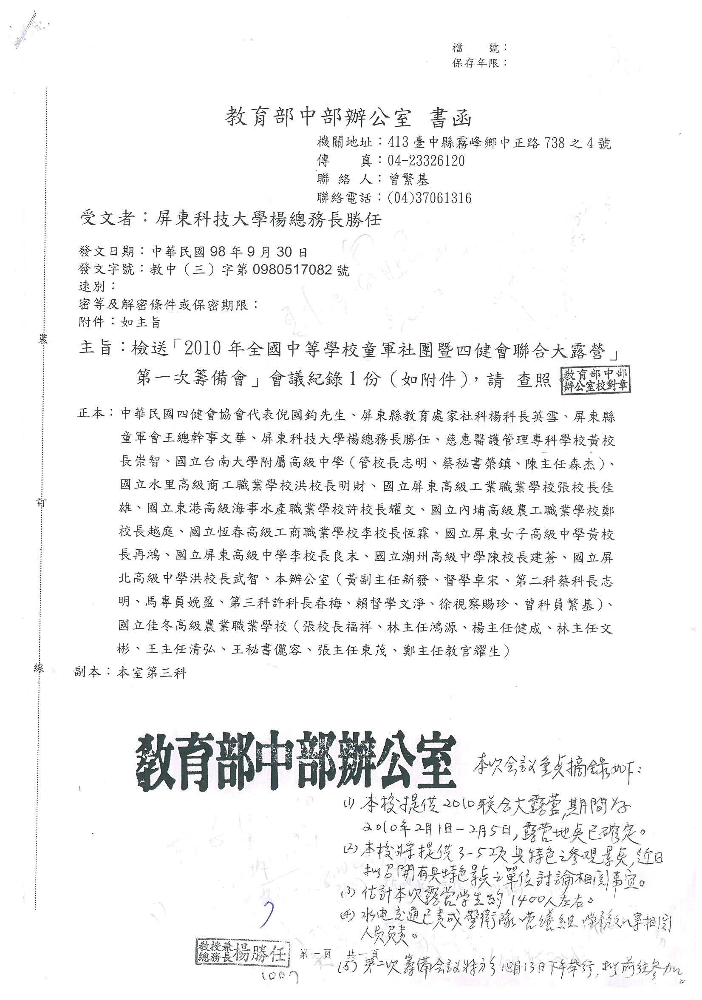 檔　　號：
保存年限：
教育部中部辦公室 書函
機關地址：413臺中縣霧峰鄉中正路738之4號
傳　　真：04-23326120
聯 絡 人：曾繁基
聯絡電話：(04)37061316
受文者：屏東科技大學楊總務長勝任
發文日期：中華民國98年9月30日
發文字號：教中（三）字第0980517082號
速別：
密等及解密條件或保密期限：
附件：如主旨
主旨：檢送「2010年全國中等學校童軍社團暨四健會聯合大露營」
第一次籌備會」會議紀錄1份（如附件），請 查照。
教育部中部
辦公室校對章
正本：中華民國四健會協會代表倪國鈞先生、屏東縣教育處家社科楊科長英雪、屏東縣
童軍會王總幹事文華、屏東科技大學楊總務長勝任、慈惠醫護管理專科學校黃校
長崇智、國立台南大學附屬高級中學（管校長志明、蔡秘書榮鎮、陳主任森杰）、
國立水里高級商工職業學校洪校長明財、國立屏東高級工業職業學校張校長佳
雄、國立東港高級海事水產職業學校許校長耀文、國立內埔高級農工職業學校鄭
校長越庭、國立恆春高級工商職業學校李校長恆霖、國立屏東女子高級中學黃校
長再鴻、國立屏東高級中學李校長良末、國立潮州高級中學陳校長建蒼、國立屏
北高級中學洪校長武智、本辦公室（黃副主任新發、督學卓宋、第二科蔡科長志
明、馬專員娩盈、第三科許科長春梅、賴督學文淨、徐視察賜珍、曾科員繁基）、
國立佳冬高級農業職業學校（張校長福祥、林主任鴻源、楊主任健成、林主任文
彬、王主任清弘、王秘書儷容、張主任東茂、鄭主任教官耀生）
副本：本室第三科
裝
訂
線
教育部中部辦公室
本次会議重点摘錄如下：
(1) 本校提供2010联合大露營,期間為
2010年2月1日-2月5日,露营地点已確定。
(2) 本校將提供3-5項具特色之參观景点,近日
拟召開有具特色景点之單位討論相関事宜。
(3) 估計本次露营学生約1400人左右。
(4) 水电交通已責成警衛隊 营繕組 相関
人員負責。
(5) 第二次籌備会议將於10月13日下午举行,拟前往參加。
教授兼
總務長楊勝任
1007
第一頁　共一頁